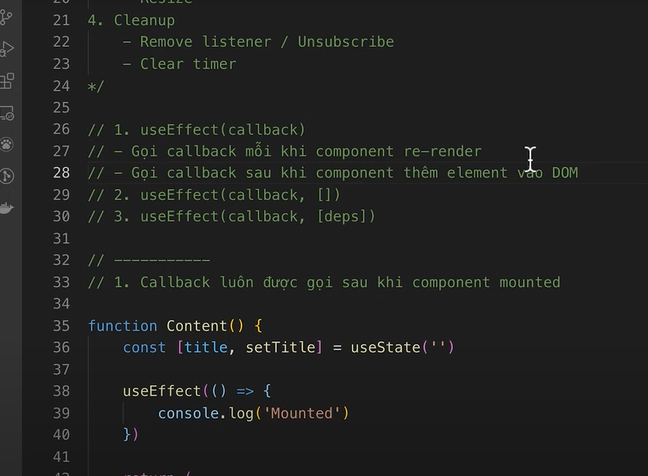 20 - Resize
21 4. Cleanup
22 - Remove listener / Unsubscribe
23 - Clear timer
24 */
25
26 // 1. useEffect(callback)
27 // - Gọi callback mỗi khi component re-render
28 // - Gọi callback sau khi component thêm element vào DOM
29 // 2. useEffect(callback, [])
30 // 3. useEffect(callback, [deps])
31
32 // -----------
33 // 1. Callback luôn được gọi sau khi component mounted
34
35 function Content() {
36 const [title, setTitle] = useState('')
37
38 useEffect(() => {
39 console.log('Mounted')
40 })
41
42 return (